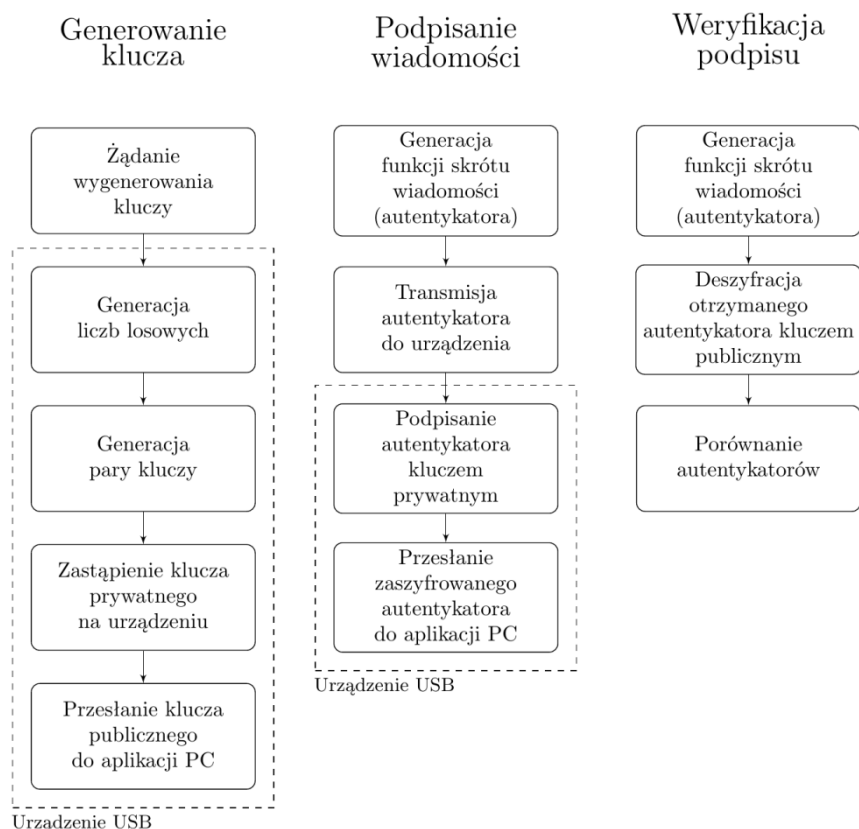 Generowanie
klucza
Żądanie
wygenerowania
kluczy
Generacja
liczb losowych
Generacja
pary kluczy
Zastąpienie klucza
prywatnego
na urządzeniu
Przesłanie klucza
publicznego
do aplikacji PC
Urzadzenie USB
Podpisanie
wiadomości
Generacja
funkcji skrótu
wiadomości
(autentykatora)
Transmisja
autentykatora
do urządzenia
Podpisanie
autentykatora
kluczem
prywatnym
Przesłanie
zaszyfrowanego
autentykatora
do aplikacji PC
Urządzenie USB
Weryfikacja
podpisu
Generacja
funkcji skrótu
wiadomości
(autentykatora)
Deszyfracja
otrzymanego
autentykatora kluczem
publicznym
Porównanie
autentykatorów